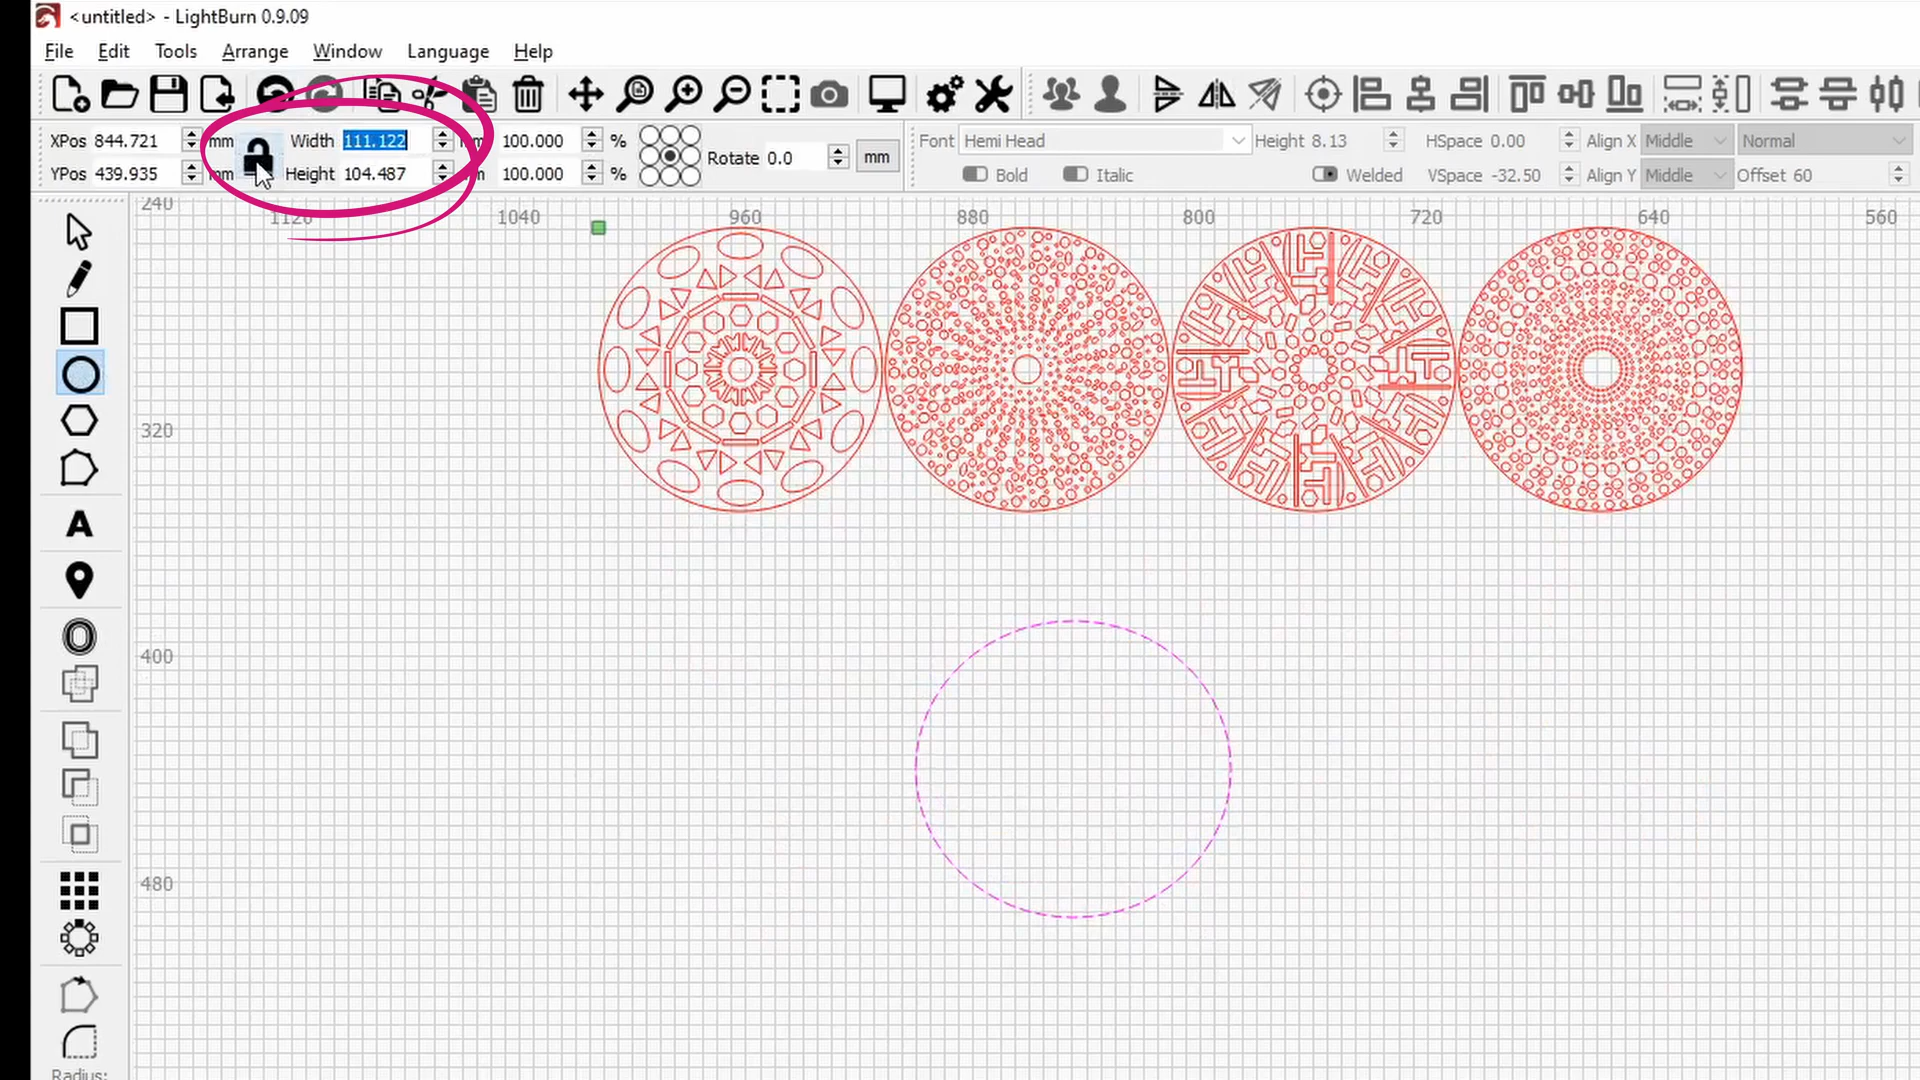 <untitled> - LightBurn 0.9.09
File Edit Tools Arrange Window Language Help
XPos 844.721 mm Width 111.122 100.000 % Rotate 0.0 mm Font Hemi Head Height 8.13 HSpace 0.00 Align X Middle Normal
YPos 439.935 mm Height 104.487 100.000 % Bold Italic Welded VSpace -32.50 Align Y Middle Offset 60
240 1120 1040 960 880 800 720 640 560
320
400
480
Radius: